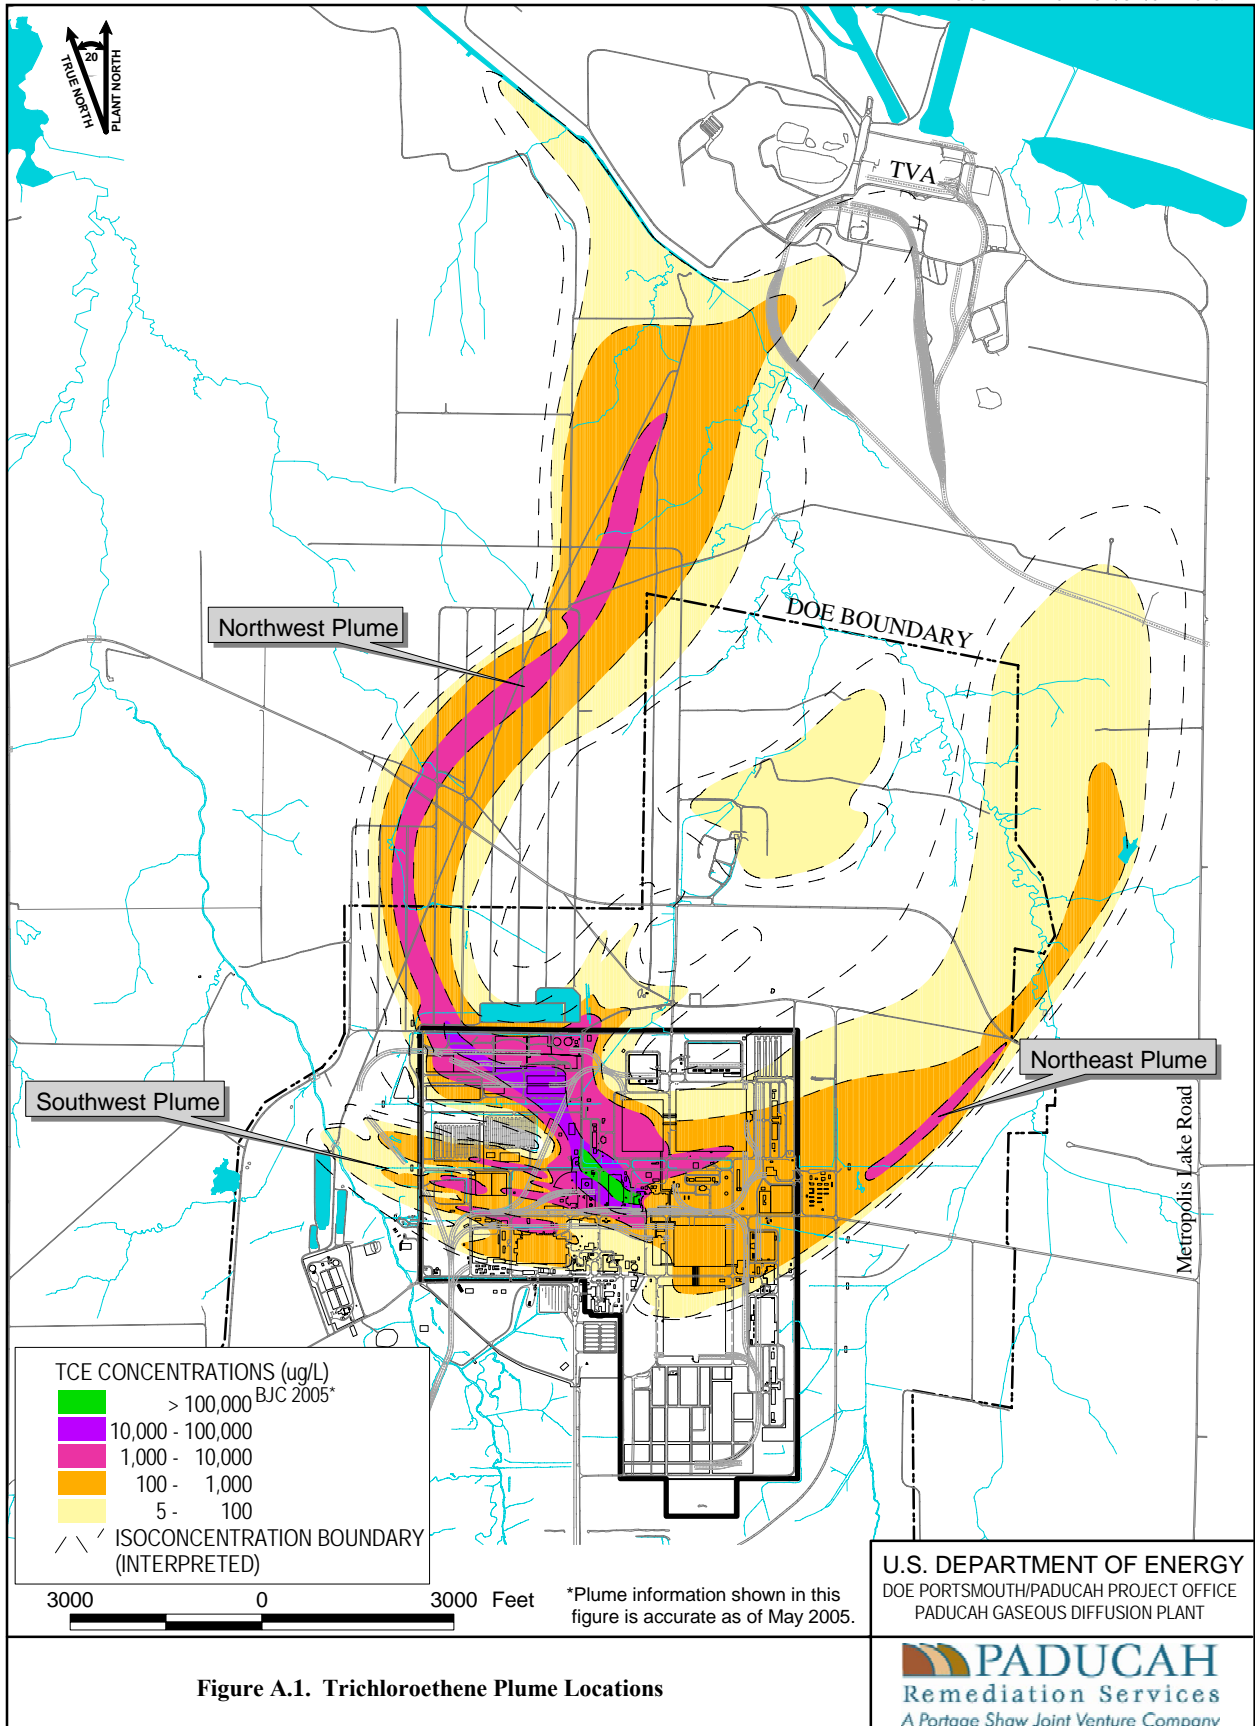 20
TRUE NORTH
PLANT NORTH
TVA
DOE BOUNDARY
Northwest Plume
Northeast Plume
Southwest Plume
Metropolis Lake Road
TCE CONCENTRATIONS (ug/L)
BJC 2005*
> 100,000
10,000 - 100,000
1,000 - 10,000
100 - 1,000
5 - 100
ISOCONCENTRATION BOUNDARY
(INTERPRETED)
3000 0 3000 Feet
*Plume information shown in this
figure is accurate as of May 2005.
U.S. DEPARTMENT OF ENERGY
DOE PORTSMOUTH/PADUCAH PROJECT OFFICE
PADUCAH GASEOUS DIFFUSION PLANT
Figure A.1. Trichloroethene Plume Locations
PADUCAH
Remediation Services
A Portage Shaw Joint Venture Company